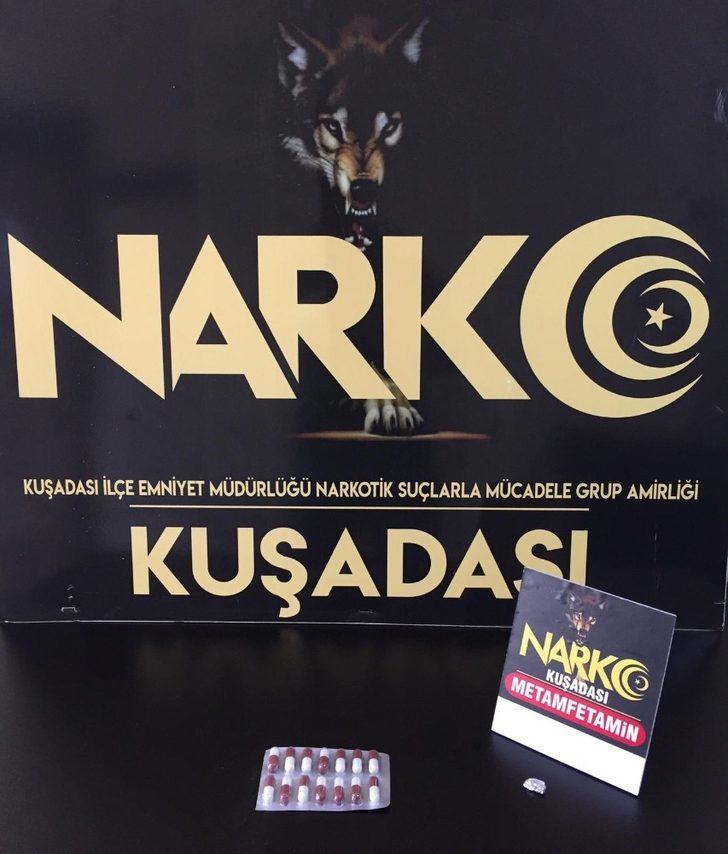 NARKO
KUŞADASI İLÇE EMNİYET MÜDÜRLÜĞÜ NARKOTİK SUÇLARLA MÜCADELE GRUP AMİRLİĞİ
KUŞADASI
NARKO
KUŞADASI
METAMFETAMİN